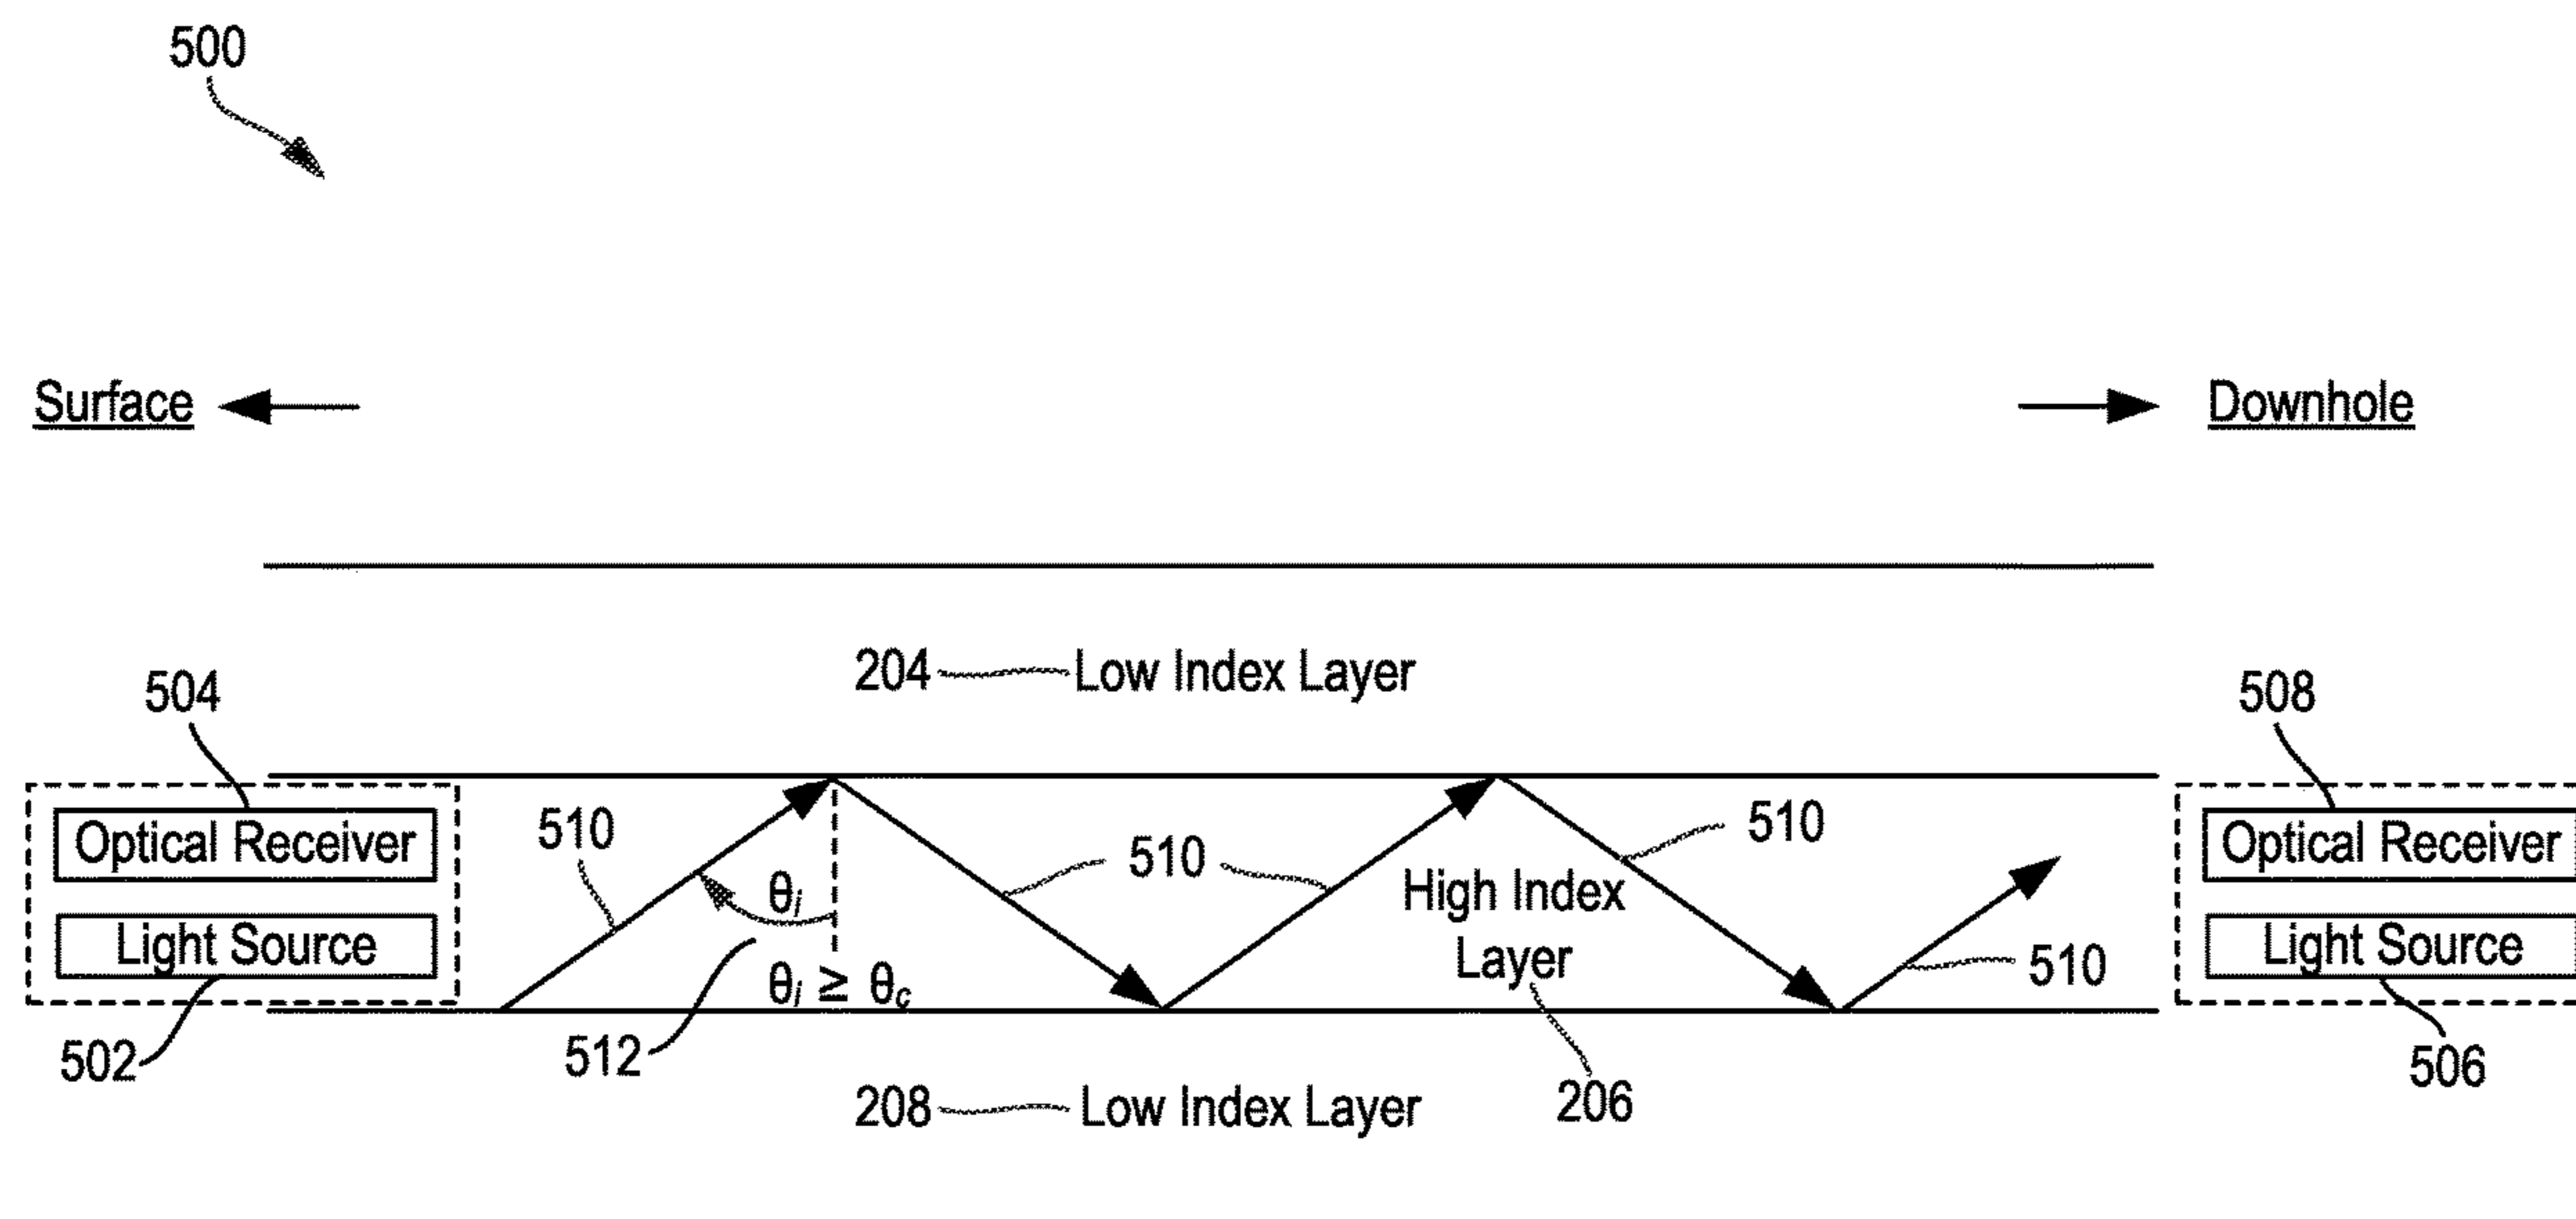 500
Surface
Downhole
204 Low Index Layer
504
508
Optical Receiver
510
510
510
Optical Receiver
θi
High Index
Layer
Light Source
510
Light Source
θi ≥ θc
502
512
506
208 Low Index Layer
206